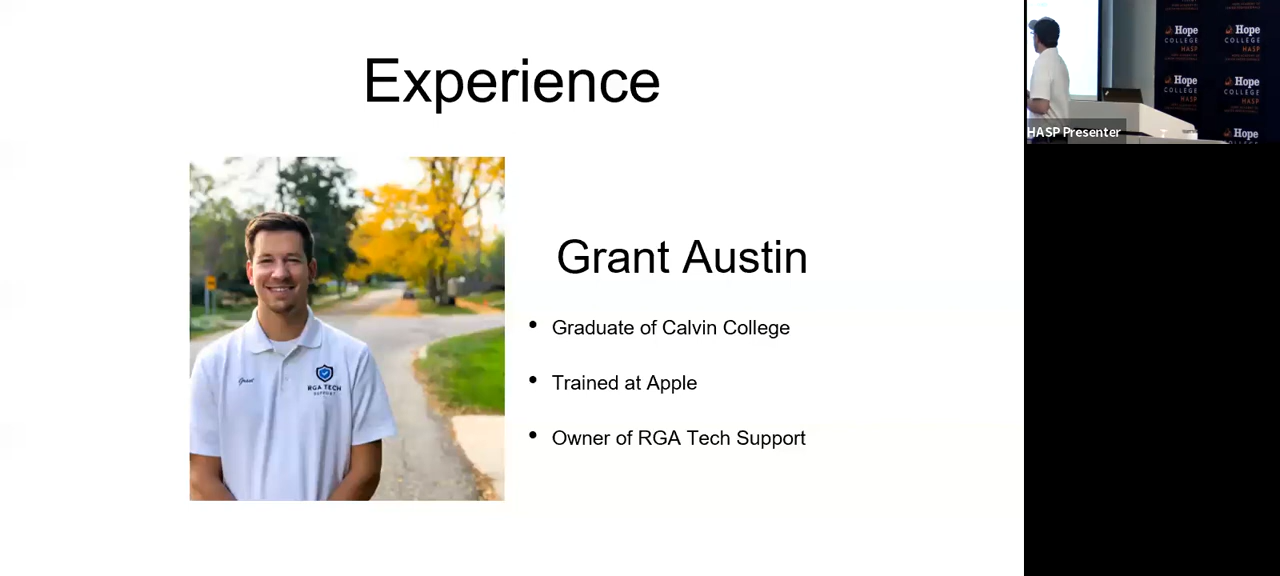 Experience
Grant Austin
• Graduate of Calvin College
• Trained at Apple
• Owner of RGA Tech Support
Grant
RGA TECH
SUPPORT
Hope
COLLEGE
HASP
Hope
COLLEGE
HASP
Hope
COLLEGE
HASP
Hope
COLLEGE
HASP
Hope
HASP Presenter